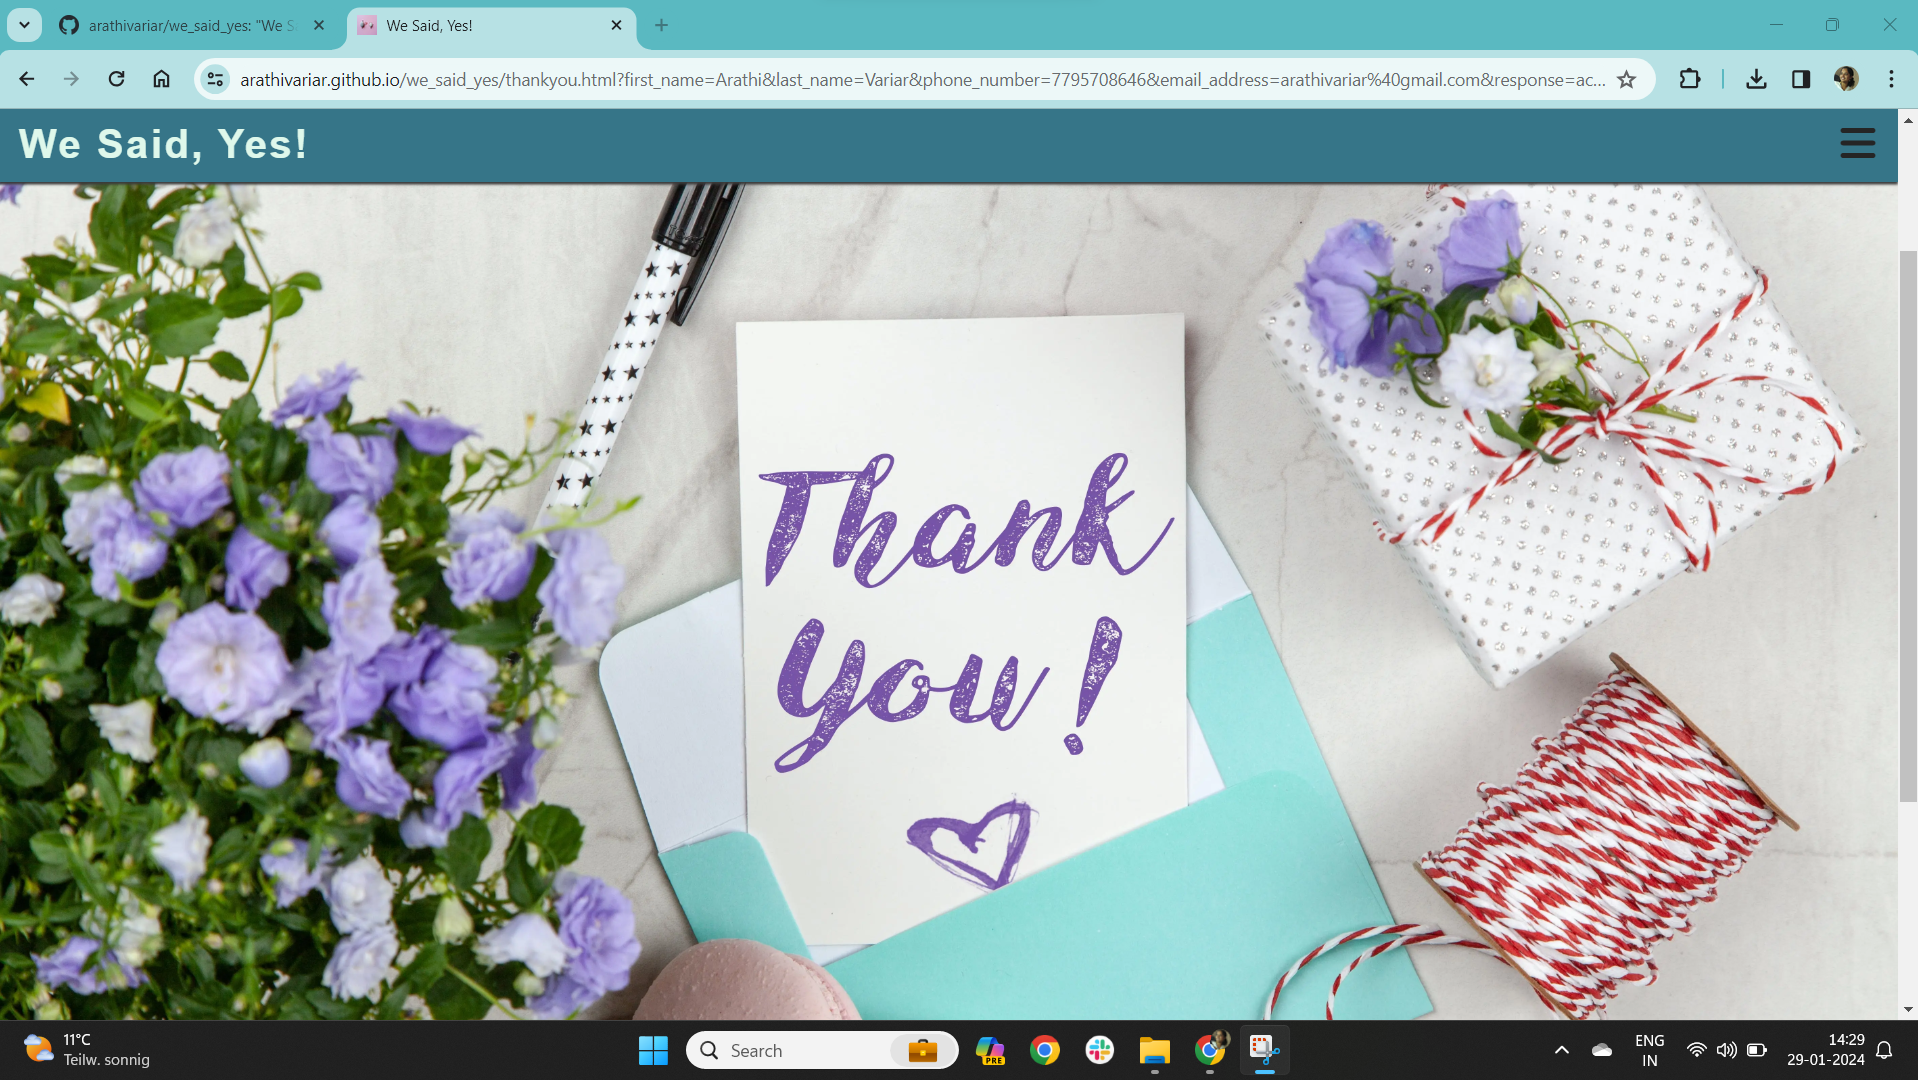 arathivariar/we_said_yes: "We S
We Said, Yes!
arathivariar.github.io/we_said_yes/thankyou.html?first_name=Arathi&last_name=Variar&phone_number=7795708646&email_address=arathivariar%40gmail.com&response=ac...
We Said, Yes!
Thank
You!
11°C
Teilw. sonnig
Search
PRE
ENG
IN
14:29
29-01-2024